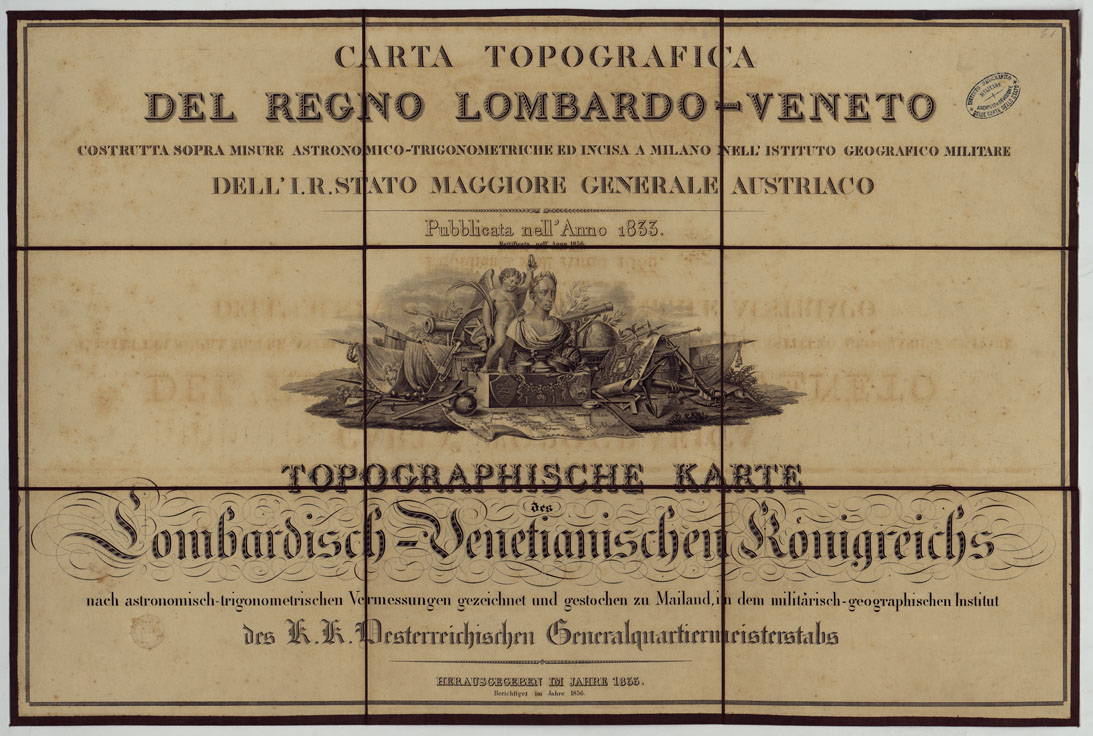 CARTA TOPOGRAFICA
DEL REGNO LOMBARDO-VENETO
COSTRUTTA SOPRA MISURE ASTRONOMICO-TRIGONOMETRICHE ED INCISA A MILANO NELL' ISTITUTO GEOGRAFICO MILITARE
DELL' I.R. STATO MAGGIORE GENERALE AUSTRIACO
Pubblicata nell' Anno 1833.
Rettificata nell' Anno 1856.
TOPOGRAPHISCHE KARTE
des
Lombardisch-Venetianischen Königreichs
nach astronomisch-trigonometrischen Vermessungen gezeichnet und gestochen zu Mailand, in dem militärisch-geographischen Institut
des K. K. Oesterreichischen Generalquartiermeisterstabs
HERAUSGEGEBEN IM JAHRE 1833.
Berichtiget im Jahre 1856.
ISTITUTO GEOGRAFICO
MILITARE